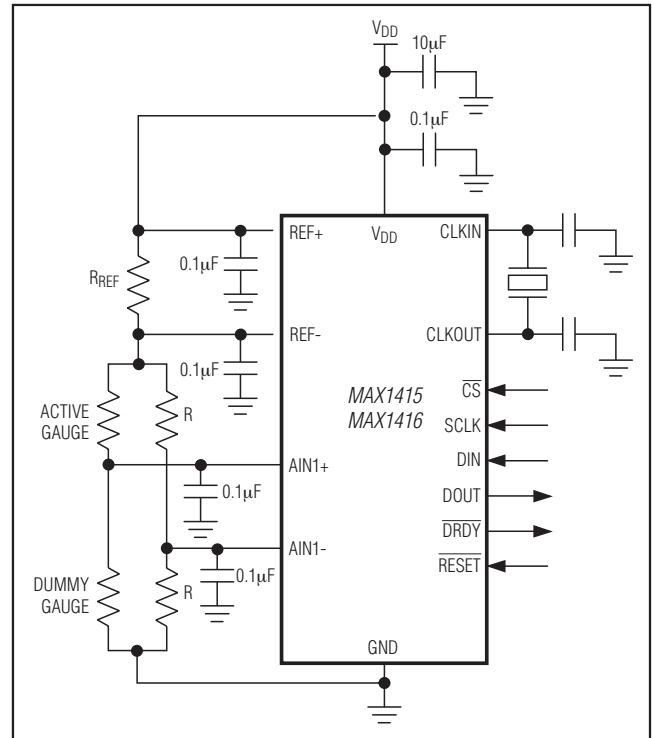 VDD
10μF
0.1μF
REF+
VDD
CLKIN
0.1μF
RREF
REF-
CLKOUT
0.1μF
MAX1415
MAX1416
CS
ACTIVE
GAUGE
R
SCLK
AIN1+
DIN
0.1μF
DOUT
AIN1-
DRDY
0.1μF
DUMMY
GAUGE
R
RESET
GND